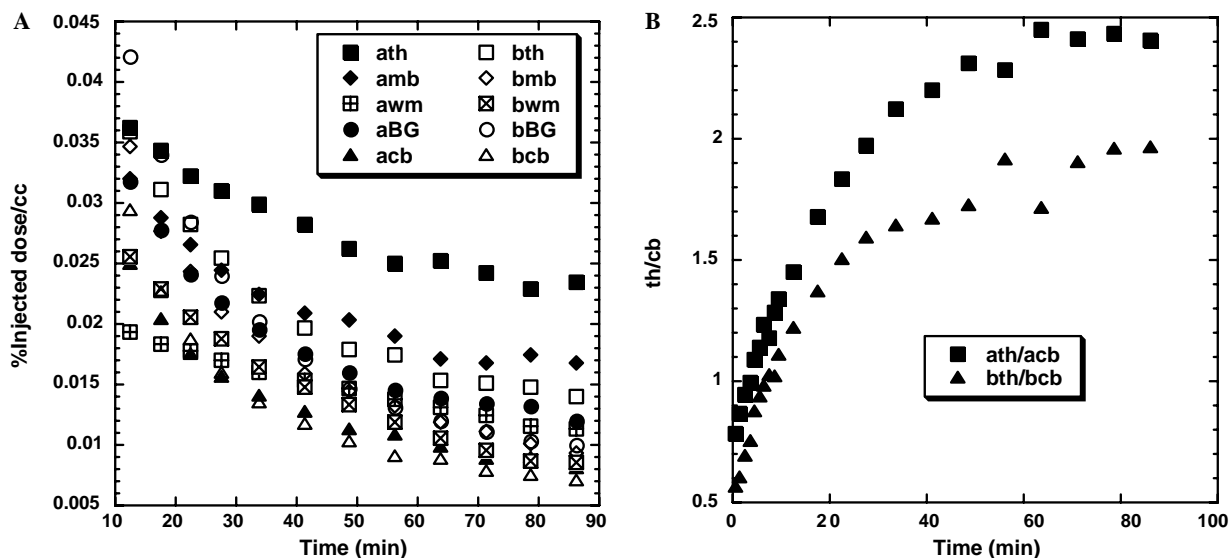 A
%Injected dose/cc
0.045
0.04
0.035
0.03
0.025
0.02
0.015
0.01
0.005
ath bth
amb bmb
awm bwm
aBG bBG
acb bcb
10 20 30 40 50 60 70 80 90
Time (min)
B
th/cb
2.5
2
1.5
1
0.5
ath/acb
bth/bcb
0 20 40 60 80 100
Time (min)